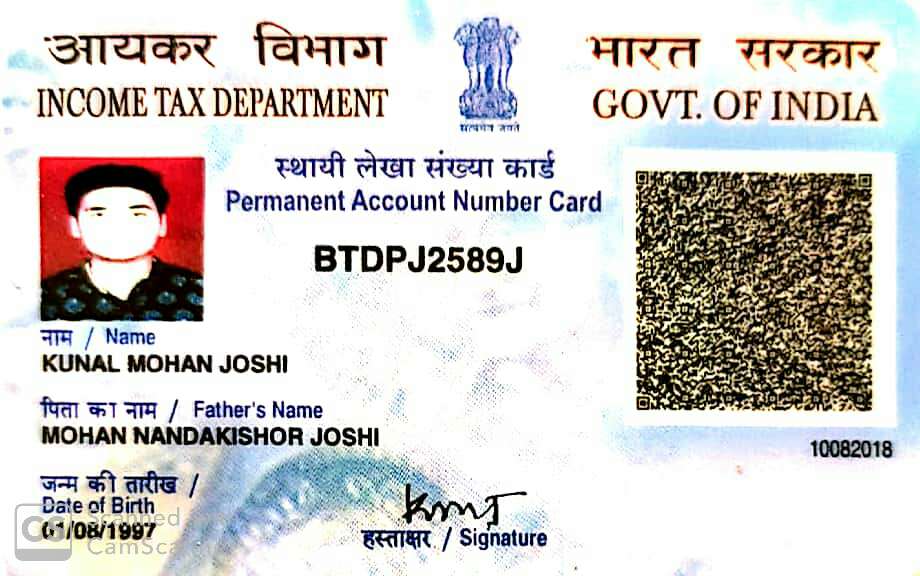 आयकर विभाग
INCOME TAX DEPARTMENT
सत्यमेव जयते
भारत सरकार
GOVT. OF INDIA
स्थायी लेखा संख्या कार्ड
Permanent Account Number Card
BTDPJ2589J
नाम / Name
KUNAL MOHAN JOSHI
पिता का नाम / Father's Name
MOHAN NANDAKISHOR JOSHI
10082018
जन्म की तारीख /
Date of Birth
01/08/1997
हस्ताक्षर / Signature
CS
Scanned